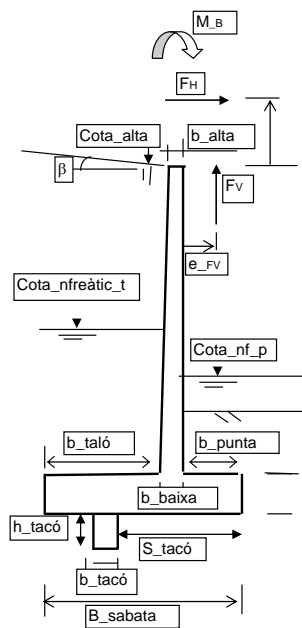 M_B
FH
Cota_alta
b_alta
β
FV
e_FV
Cota_nfreàtic_t
Cota_nf_p
b_taló
b_punta
b_baixa
h_tacó
S_tacó
b_tacó
B_sabata